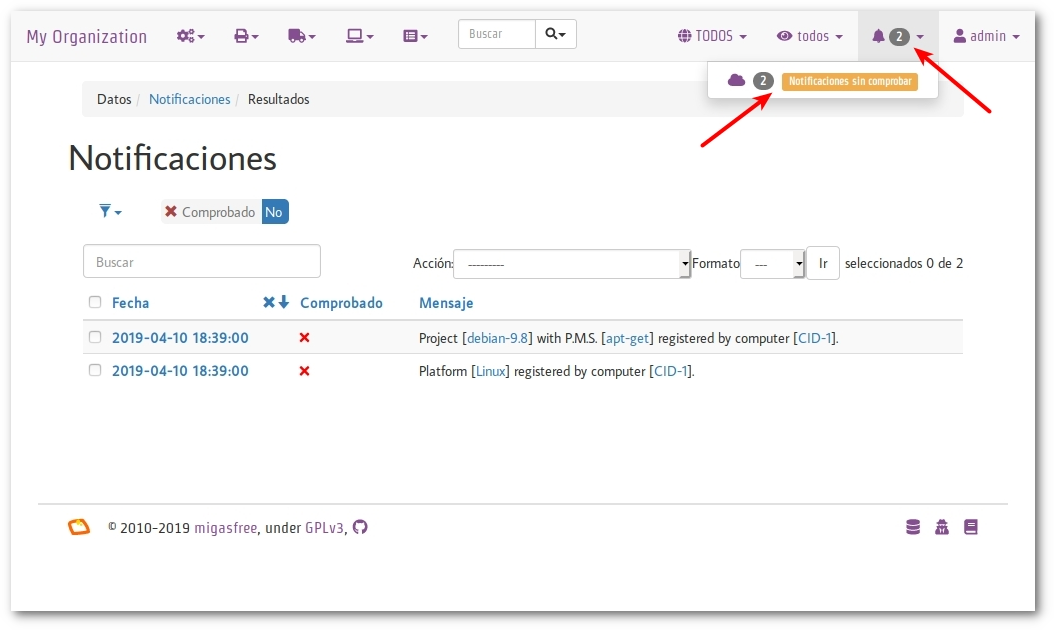 My Organization Buscar TODOS todos 2 admin
2 Notificaciones sin comprobar
Datos / Notificaciones / Resultados
Notificaciones
Comprobado No
Buscar Acción: --------- Formato --- Ir seleccionados 0 de 2
Fecha Comprobado Mensaje
2019-04-10 18:39:00 Project [debian-9.8] with P.M.S. [apt-get] registered by computer [CID-1].
2019-04-10 18:39:00 Platform [Linux] registered by computer [CID-1].
© 2010-2019 migasfree, under GPLv3,